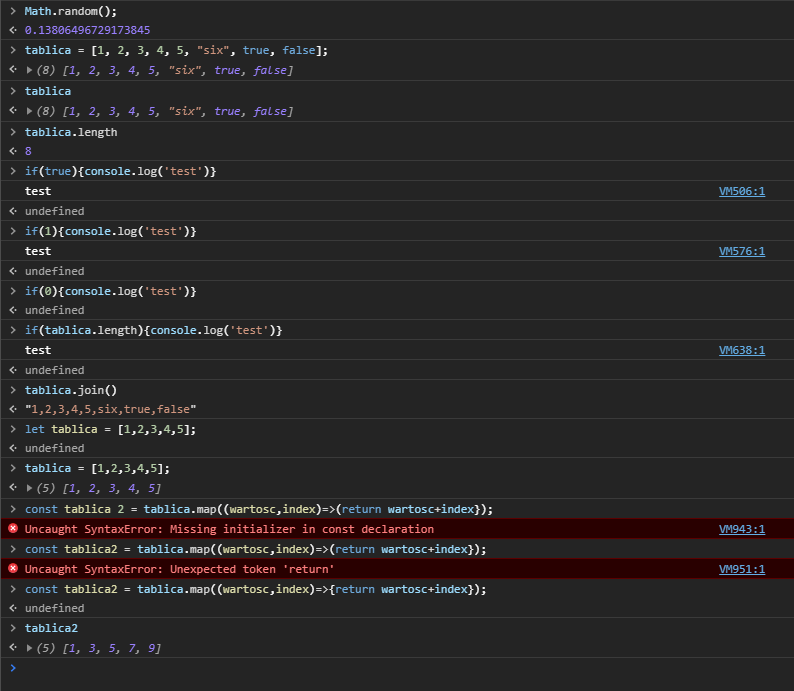 Math.random();
0.13806496729173845
tablica = [1, 2, 3, 4, 5, "six", true, false];
(8) [1, 2, 3, 4, 5, "six", true, false]
tablica
(8) [1, 2, 3, 4, 5, "six", true, false]
tablica.length
8
if(true){console.log('test')}
test VM506:1
undefined
if(1){console.log('test')}
test VM576:1
undefined
if(0){console.log('test')}
undefined
if(tablica.length){console.log('test')}
test VM638:1
undefined
tablica.join()
"1,2,3,4,5,six,true,false"
let tablica = [1,2,3,4,5];
undefined
tablica = [1,2,3,4,5];
(5) [1, 2, 3, 4, 5]
const tablica 2 = tablica.map((wartosc,index)=>(return wartosc+index});
Uncaught SyntaxError: Missing initializer in const declaration VM943:1
const tablica2 = tablica.map((wartosc,index)=>(return wartosc+index});
Uncaught SyntaxError: Unexpected token 'return' VM951:1
const tablica2 = tablica.map((wartosc,index)=>{return wartosc+index});
undefined
tablica2
(5) [1, 3, 5, 7, 9]